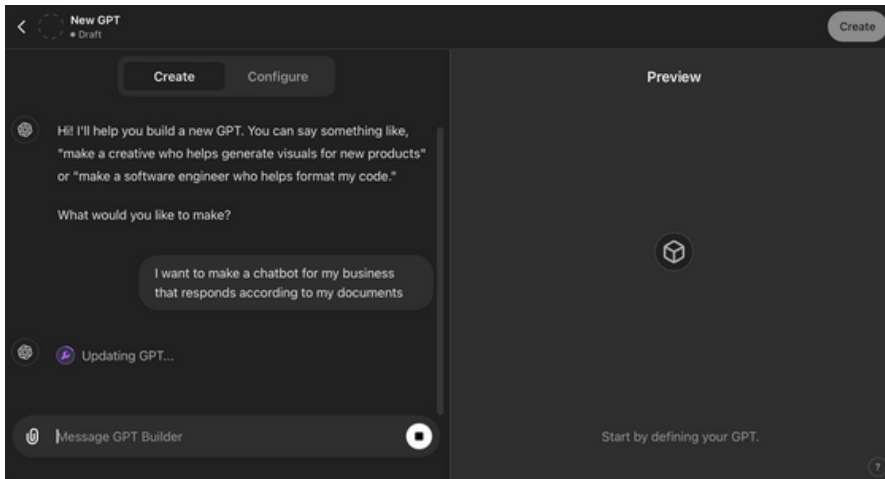 New GPT
• Draft
Create
Create
Configure
Preview
Hi! I'll help you build a new GPT. You can say something like,
"make a creative who helps generate visuals for new products"
or "make a software engineer who helps format my code."
What would you like to make?
I want to make a chatbot for my business
that responds according to my documents
Updating GPT...
Message GPT Builder
Start by defining your GPT.
?